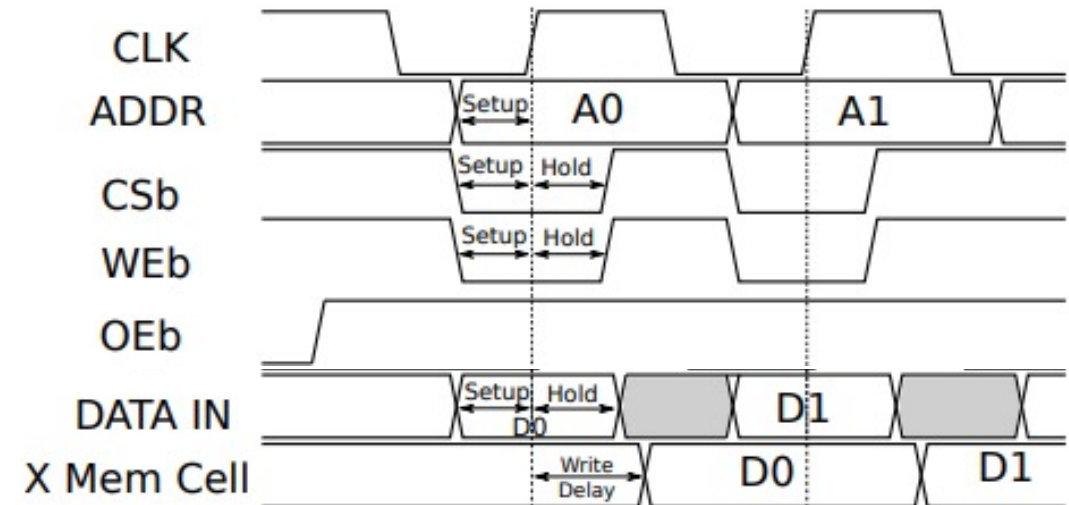 CLK
ADDR Setup A0 A1
CSb Setup Hold
WEb Setup Hold
OEb
DATA IN Setup Hold D0 D1
X Mem Cell Write Delay D0 D1